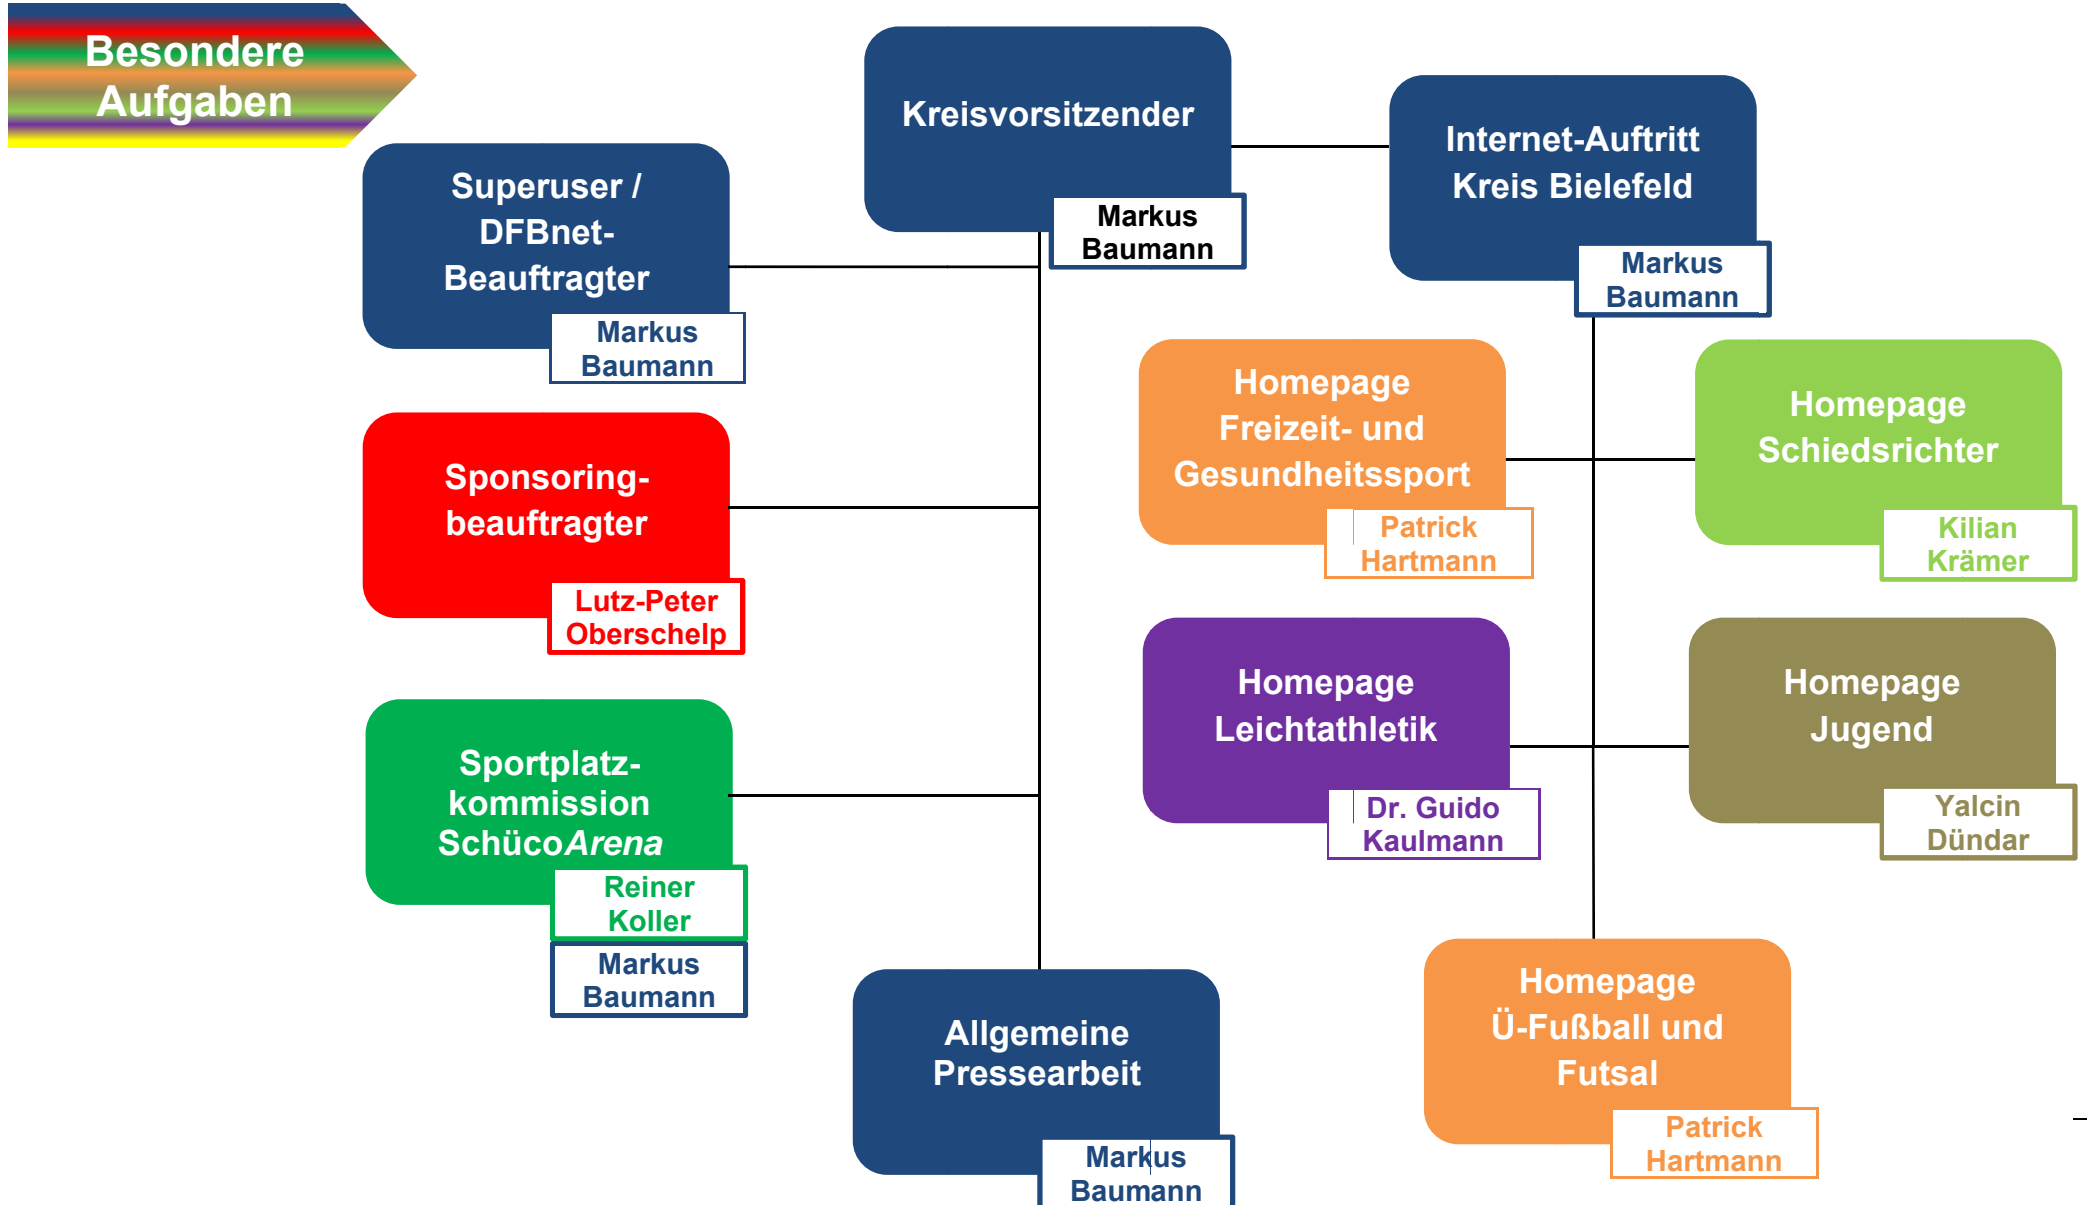 Besondere
Aufgaben
Kreisvorsitzender
Markus
Baumann
Internet-Auftritt
Kreis Bielefeld
Markus
Baumann
Superuser /
DFBnet-
Beauftragter
Markus
Baumann
Sponsoring-
beauftragter
Lutz-Peter
Oberschelp
Sportplatz-
kommission
SchücoArena
Reiner
Koller
Markus
Baumann
Allgemeine
Pressearbeit
Markus
Baumann
Homepage
Freizeit- und
Gesundheitssport
Patrick
Hartmann
Homepage
Schiedsrichter
Kilian
Krämer
Homepage
Leichtathletik
Dr. Guido
Kaulmann
Homepage
Jugend
Yalcin
Dündar
Homepage
Ü-Fußball und
Futsal
Patrick
Hartmann